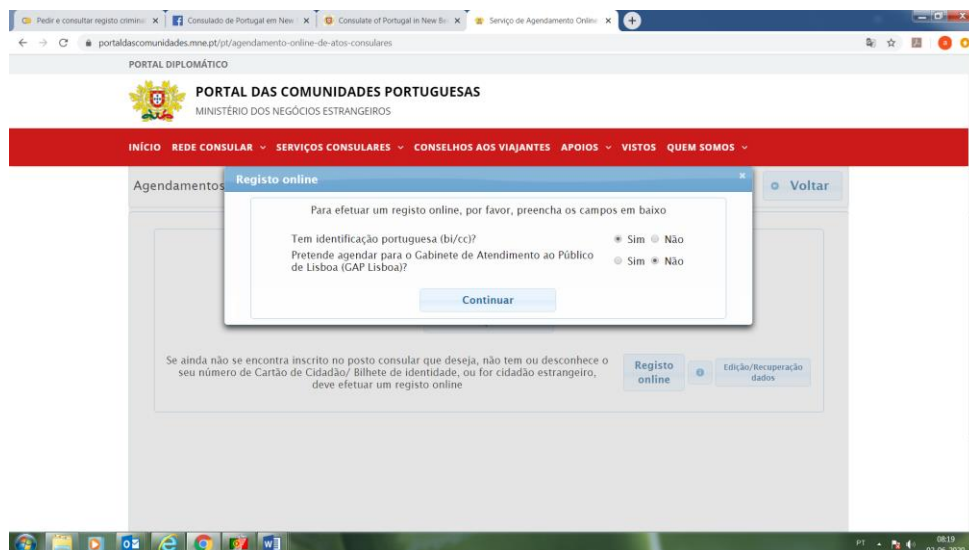 Pedir e consultar registo crimina
Consulado de Portugal em New
Consulate of Portugal in New Be
Serviço de Agendamento Online
portaldascomunidades.mne.pt/pt/agendamento-online-de-atos-consulares
PORTAL DIPLOMÁTICO
PORTAL DAS COMUNIDADES PORTUGUESAS
MINISTÉRIO DOS NEGÓCIOS ESTRANGEIROS
INÍCIO REDE CONSULAR SERVIÇOS CONSULARES CONSELHOS AOS VIAJANTES APOIOS VISTOS QUEM SOMOS
Agendamentos
Voltar
Registo online
Para efetuar um registo online, por favor, preencha os campos em baixo
Tem identificação portuguesa (bi/cc)? Sim Não
Pretende agendar para o Gabinete de Atendimento ao Público
de Lisboa (GAP Lisboa)? Sim Não
Continuar
Se ainda não se encontra inscrito no posto consular que deseja, não tem ou desconhece o
seu número de Cartão de Cidadão/ Bilhete de identidade, ou for cidadão estrangeiro,
deve efetuar um registo online
Registo
online
Edição/Recuperação
dados
PT
08:19
02-06-2020